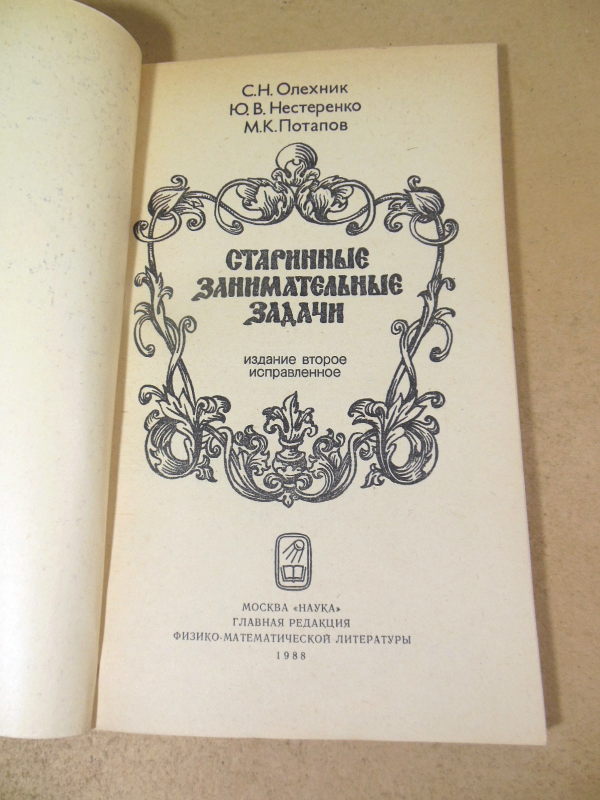 С.Н. Олехник
Ю.В. Нестеренко
М.К. Потапов
СТАРИННЫЕ
ЗАНИМАТЕЛЬНЫЕ
ЗАДАЧИ
издание второе
исправленное
МОСКВА «НАУКА»
ГЛАВНАЯ РЕДАКЦИЯ
ФИЗИКО-МАТЕМАТИЧЕСКОЙ ЛИТЕРАТУРЫ
1988